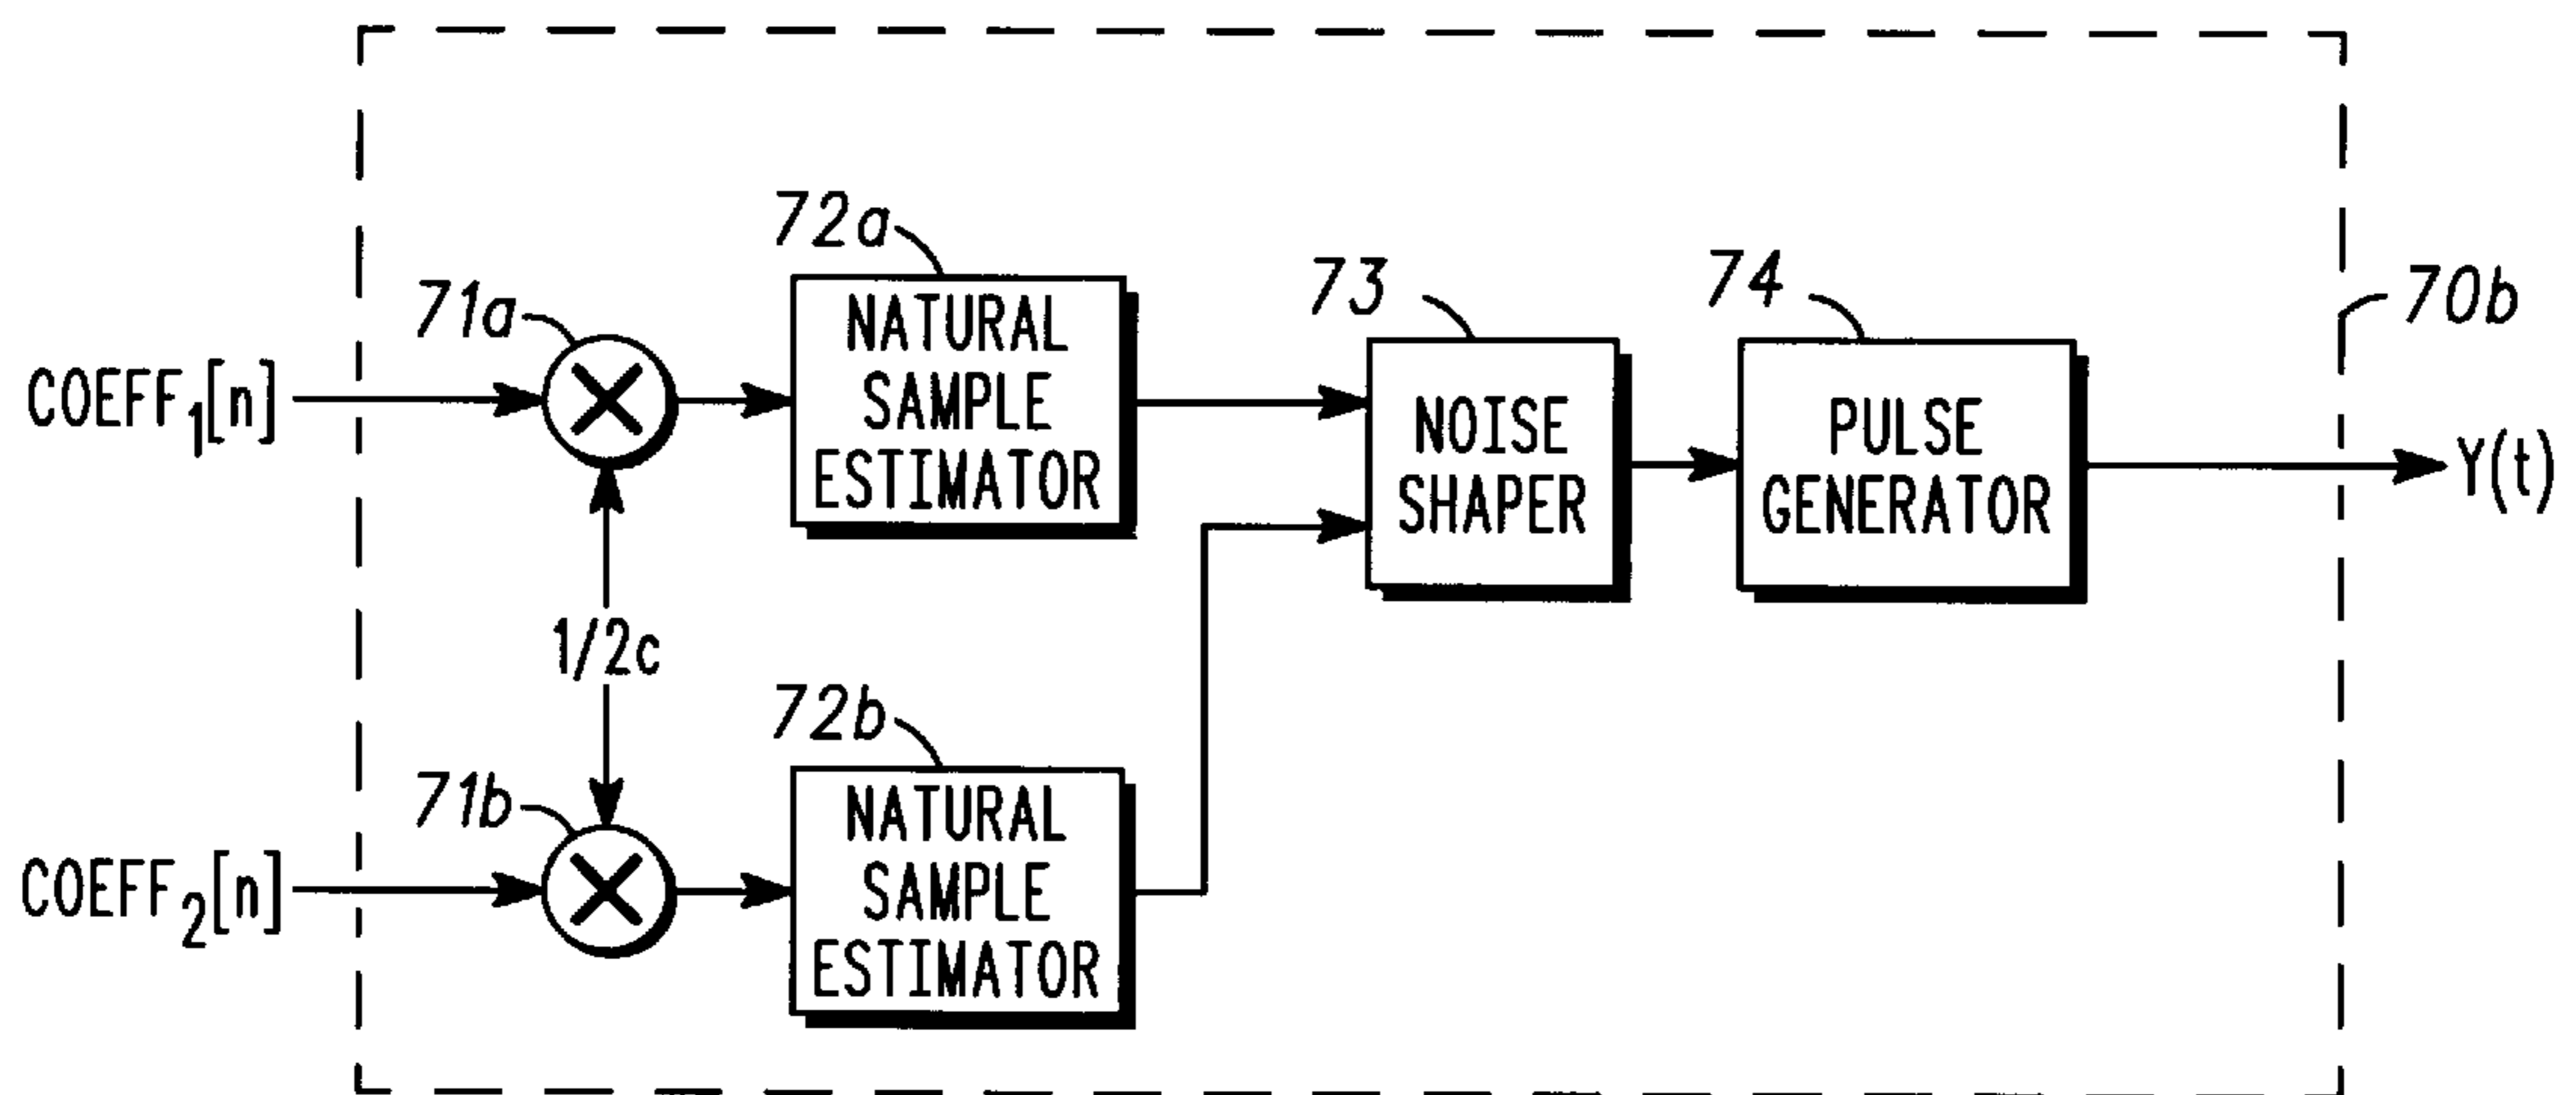 72a
71a
NATURAL
SAMPLE
ESTIMATOR
73
74
70b
COEFF1[n]
NOISE
SHAPER
PULSE
GENERATOR
Y(t)
1/2c
72b
71b
NATURAL
SAMPLE
ESTIMATOR
COEFF2[n]